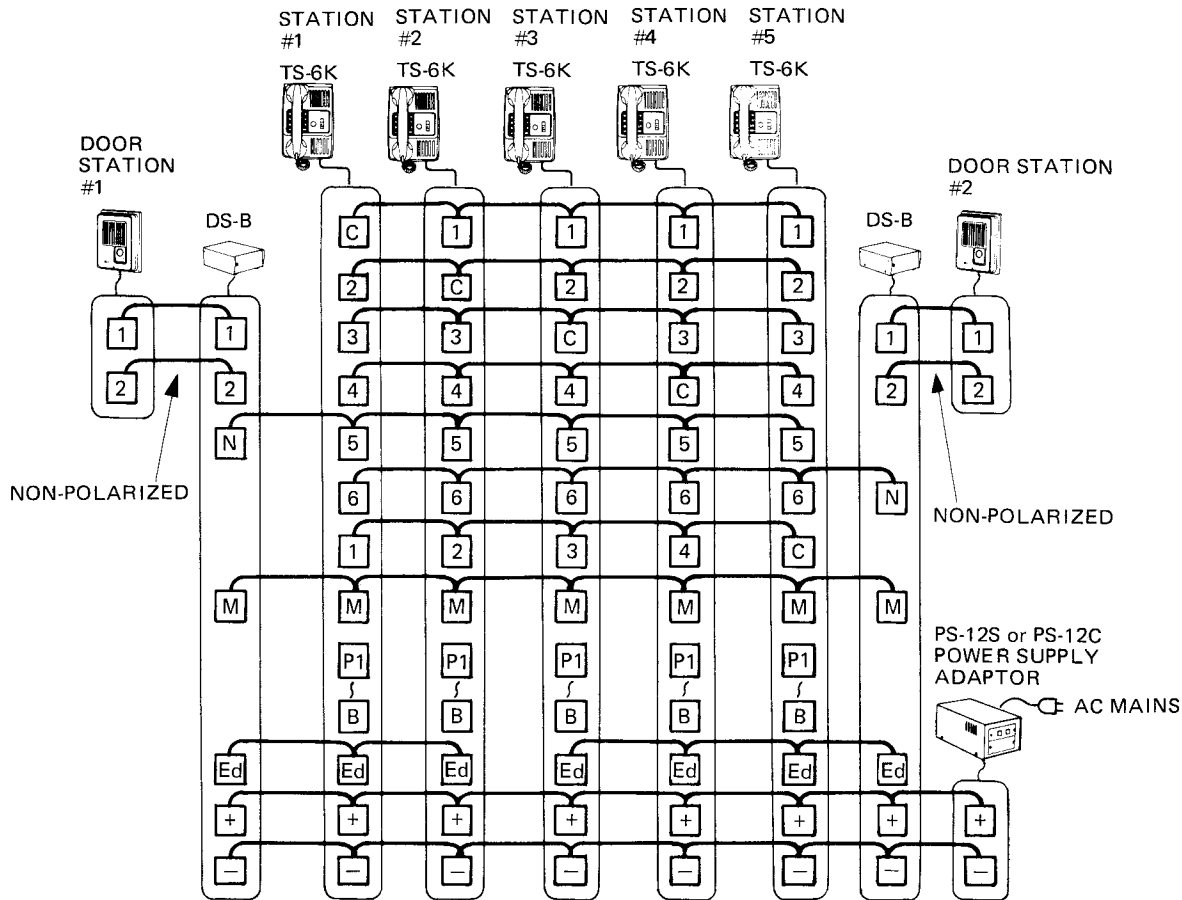 STATION #1
TS-6K
STATION #2
TS-6K
STATION #3
TS-6K
STATION #4
TS-6K
STATION #5
TS-6K
DOOR STATION #1
DS-B
DS-B
DOOR STATION #2
C 1 1 1 1
2 C 2 2 2
1 1 3 3 C 3 3 1 1
2 2 4 4 4 C 4 2 2
N 5 5 5 5 5
6 6 6 6 6 N
NON-POLARIZED
NON-POLARIZED
1 2 3 4 C
M M M M M M M
P1 P1 P1 P1 P1
B B B B B
PS-12S or PS-12C
POWER SUPPLY
ADAPTOR
AC MAINS
Ed Ed Ed Ed Ed Ed Ed
+ + + + + + + +
— — — — — — — —